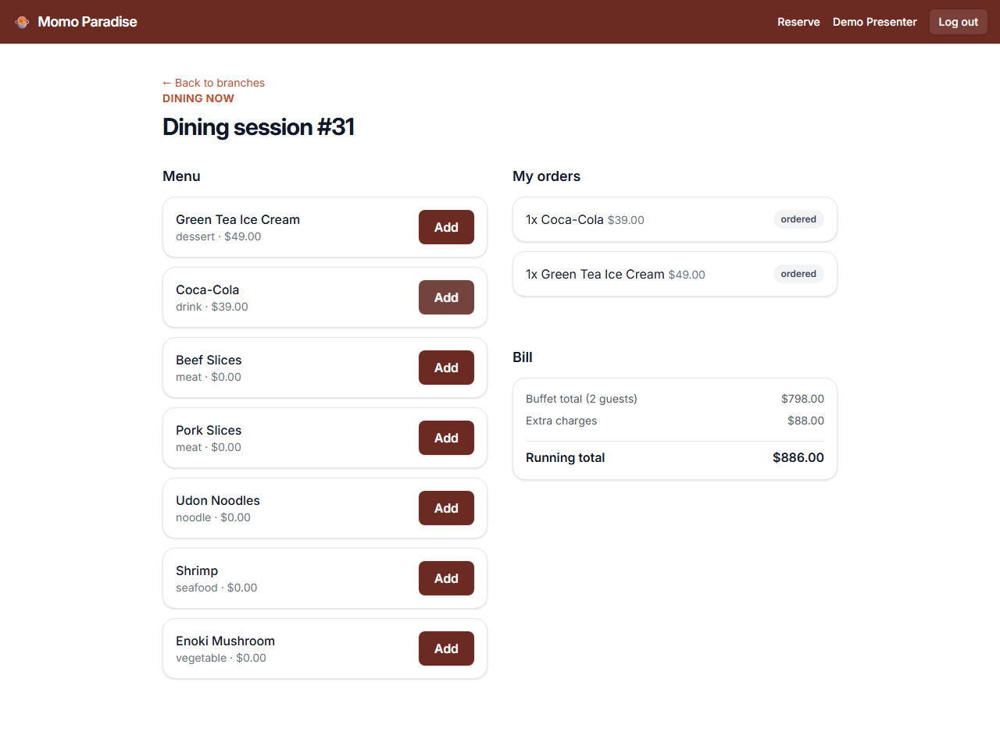 Momo Paradise
Reserve
Demo Presenter
Log out
← Back to branches
DINING NOW
Dining session #31
Menu
Green Tea Ice Cream
dessert · $49.00
Add
Coca-Cola
drink · $39.00
Add
Beef Slices
meat · $0.00
Add
Pork Slices
meat · $0.00
Add
Udon Noodles
noodle · $0.00
Add
Shrimp
seafood · $0.00
Add
Enoki Mushroom
vegetable · $0.00
Add
My orders
1x Coca-Cola $39.00
ordered
1x Green Tea Ice Cream $49.00
ordered
Bill
Buffet total (2 guests) $798.00
Extra charges $88.00
Running total $886.00